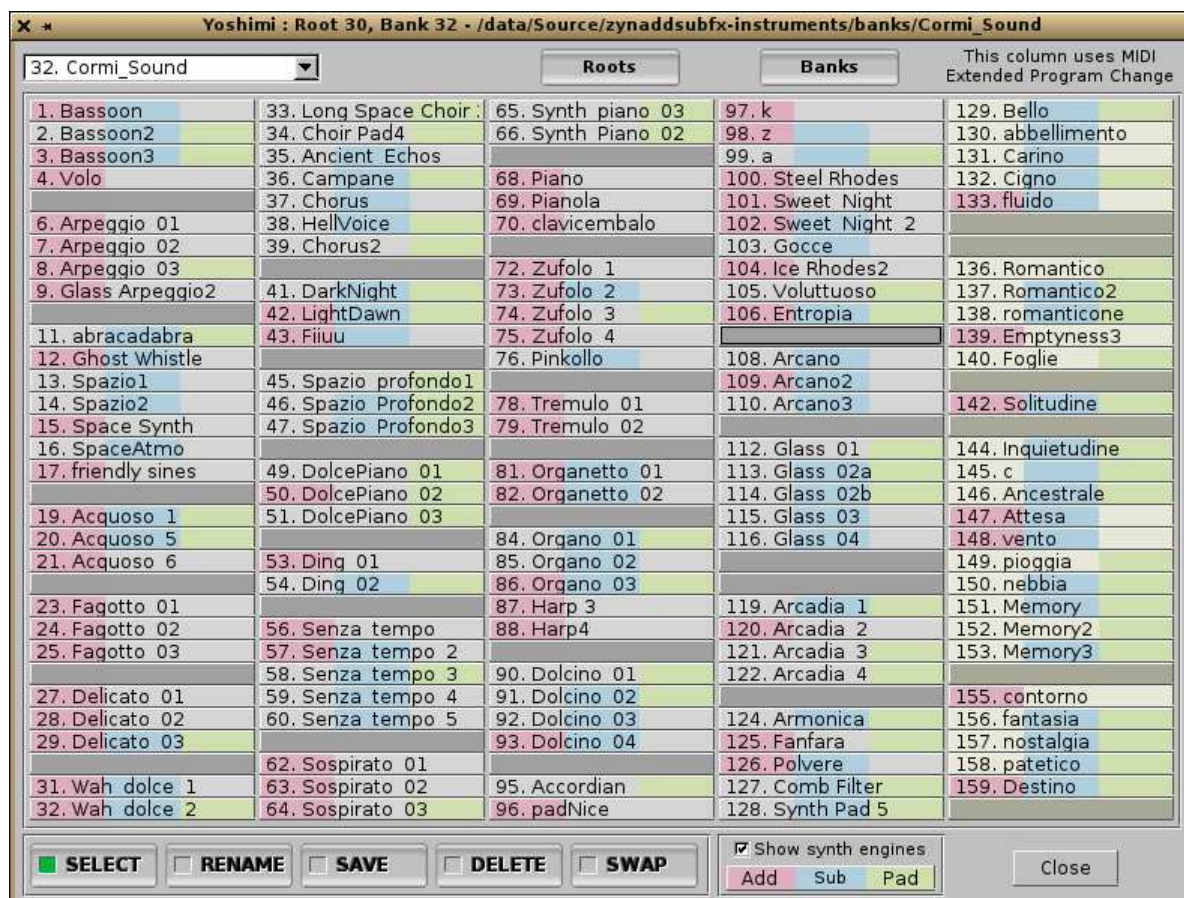 Yoshimi : Root 30, Bank 32 - /data/Source/zynaddsubfx-instruments/banks/Cormi_Sound
32. Cormi_Sound
Roots
Banks
This column uses MIDI
Extended Program Change
1. Bassoon
2. Bassoon2
3. Bassoon3
4. Volo
6. Arpeggio 01
7. Arpeggio 02
8. Arpeggio 03
9. Glass Arpeggio2
11. abracadabra
12. Ghost Whistle
13. Spazio1
14. Spazio2
15. Space Synth
16. SpaceAtmo
17. friendly sines
19. Acquoso 1
20. Acquoso 5
21. Acquoso 6
23. Fagotto 01
24. Fagotto 02
25. Fagotto 03
27. Delicato 01
28. Delicato 02
29. Delicato 03
31. Wah dolce 1
32. Wah dolce 2
33. Long Space Choir
34. Choir Pad4
35. Ancient Echos
36. Campane
37. Chorus
38. HellVoice
39. Chorus2
41. DarkNight
42. LightDawn
43. Fiiuu
45. Spazio profondo1
46. Spazio Profondo2
47. Spazio Profondo3
49. DolcePiano 01
50. DolcePiano 02
51. DolcePiano 03
53. Ding 01
54. Ding 02
56. Senza tempo
57. Senza tempo 2
58. Senza tempo 3
59. Senza tempo 4
60. Senza tempo 5
62. Sospirato 01
63. Sospirato 02
64. Sospirato 03
65. Synth piano 03
66. Synth Piano 02
68. Piano
69. Pianola
70. clavicembalo
72. Zufolo 1
73. Zufolo 2
74. Zufolo 3
75. Zufolo 4
76. Pinkollo
78. Tremulo 01
79. Tremulo 02
81. Organetto 01
82. Organetto 02
84. Organo 01
85. Organo 02
86. Organo 03
87. Harp 3
88. Harp4
90. Dolcino 01
91. Dolcino 02
92. Dolcino 03
93. Dolcino 04
95. Accordian
96. padNice
97. k
98. z
99. a
100. Steel Rhodes
101. Sweet Night
102. Sweet Night 2
103. Gocce
104. Ice Rhodes2
105. Voluttuoso
106. Entropia
108. Arcano
109. Arcano2
110. Arcano3
112. Glass 01
113. Glass 02a
114. Glass 02b
115. Glass 03
116. Glass 04
119. Arcadia 1
120. Arcadia 2
121. Arcadia 3
122. Arcadia 4
124. Armonica
125. Fanfara
126. Polvere
127. Comb Filter
128. Synth Pad 5
129. Bello
130. abbellimento
131. Carino
132. Cigno
133. fluido
136. Romantico
137. Romantico2
138. romanticone
139. Emptyness3
140. Foglie
142. Solitudine
144. Inquietudine
145. c
146. Ancestrale
147. Attesa
148. vento
149. pioggia
150. nebbia
151. Memory
152. Memory2
153. Memory3
155. contorno
156. fantasia
157. nostalgia
158. patetico
159. Destino
SELECT
RENAME
SAVE
DELETE
SWAP
Show synth engines
Add Sub Pad
Close